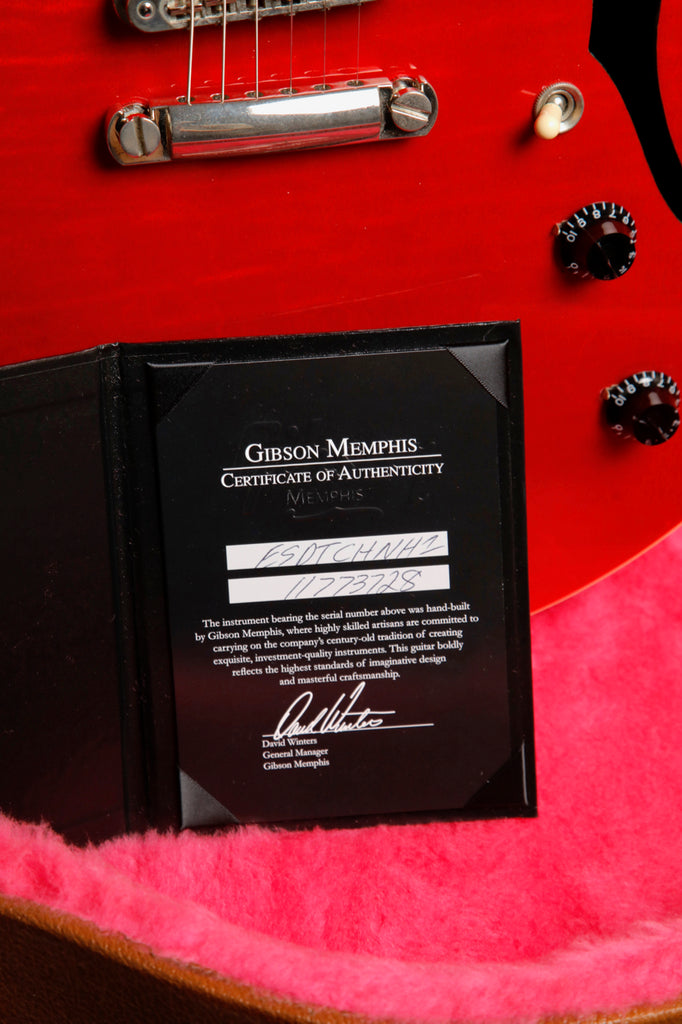 GIBSON MEMPHIS
CERTIFICATE OF AUTHENTICITY
MEMPHIS
ESDTCHNH1
11773728
The instrument bearing the serial number above was hand-built
by Gibson Memphis, where highly skilled artisans are committed to
carrying on the company's century-old tradition of creating
exquisite, investment-quality instruments. This guitar boldly
reflects the highest standards of imaginative design
and masterful craftsmanship.
David Winters
David Winters
General Manager
Gibson Memphis